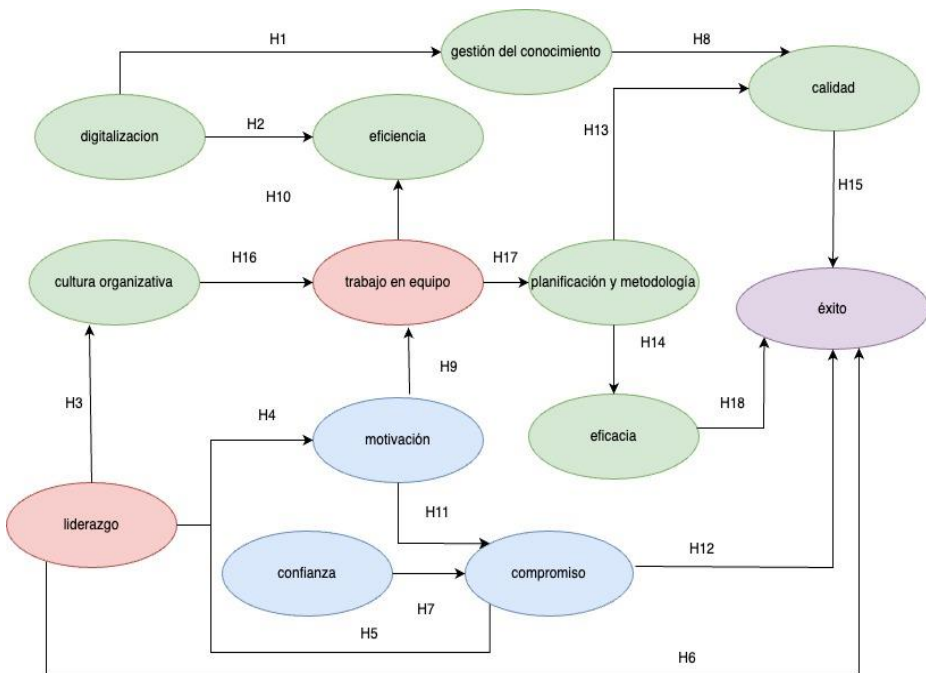 H1
gestión del conocimiento
H8
calidad
digitalizacion
H2
eficiencia
H13
H10
H15
cultura organizativa
H16
trabajo en equipo
H17
planificación y metodología
éxito
H14
H9
H3
H4
motivación
H18
eficacia
liderazgo
H11
H12
confianza
compromiso
H7
H5
H6